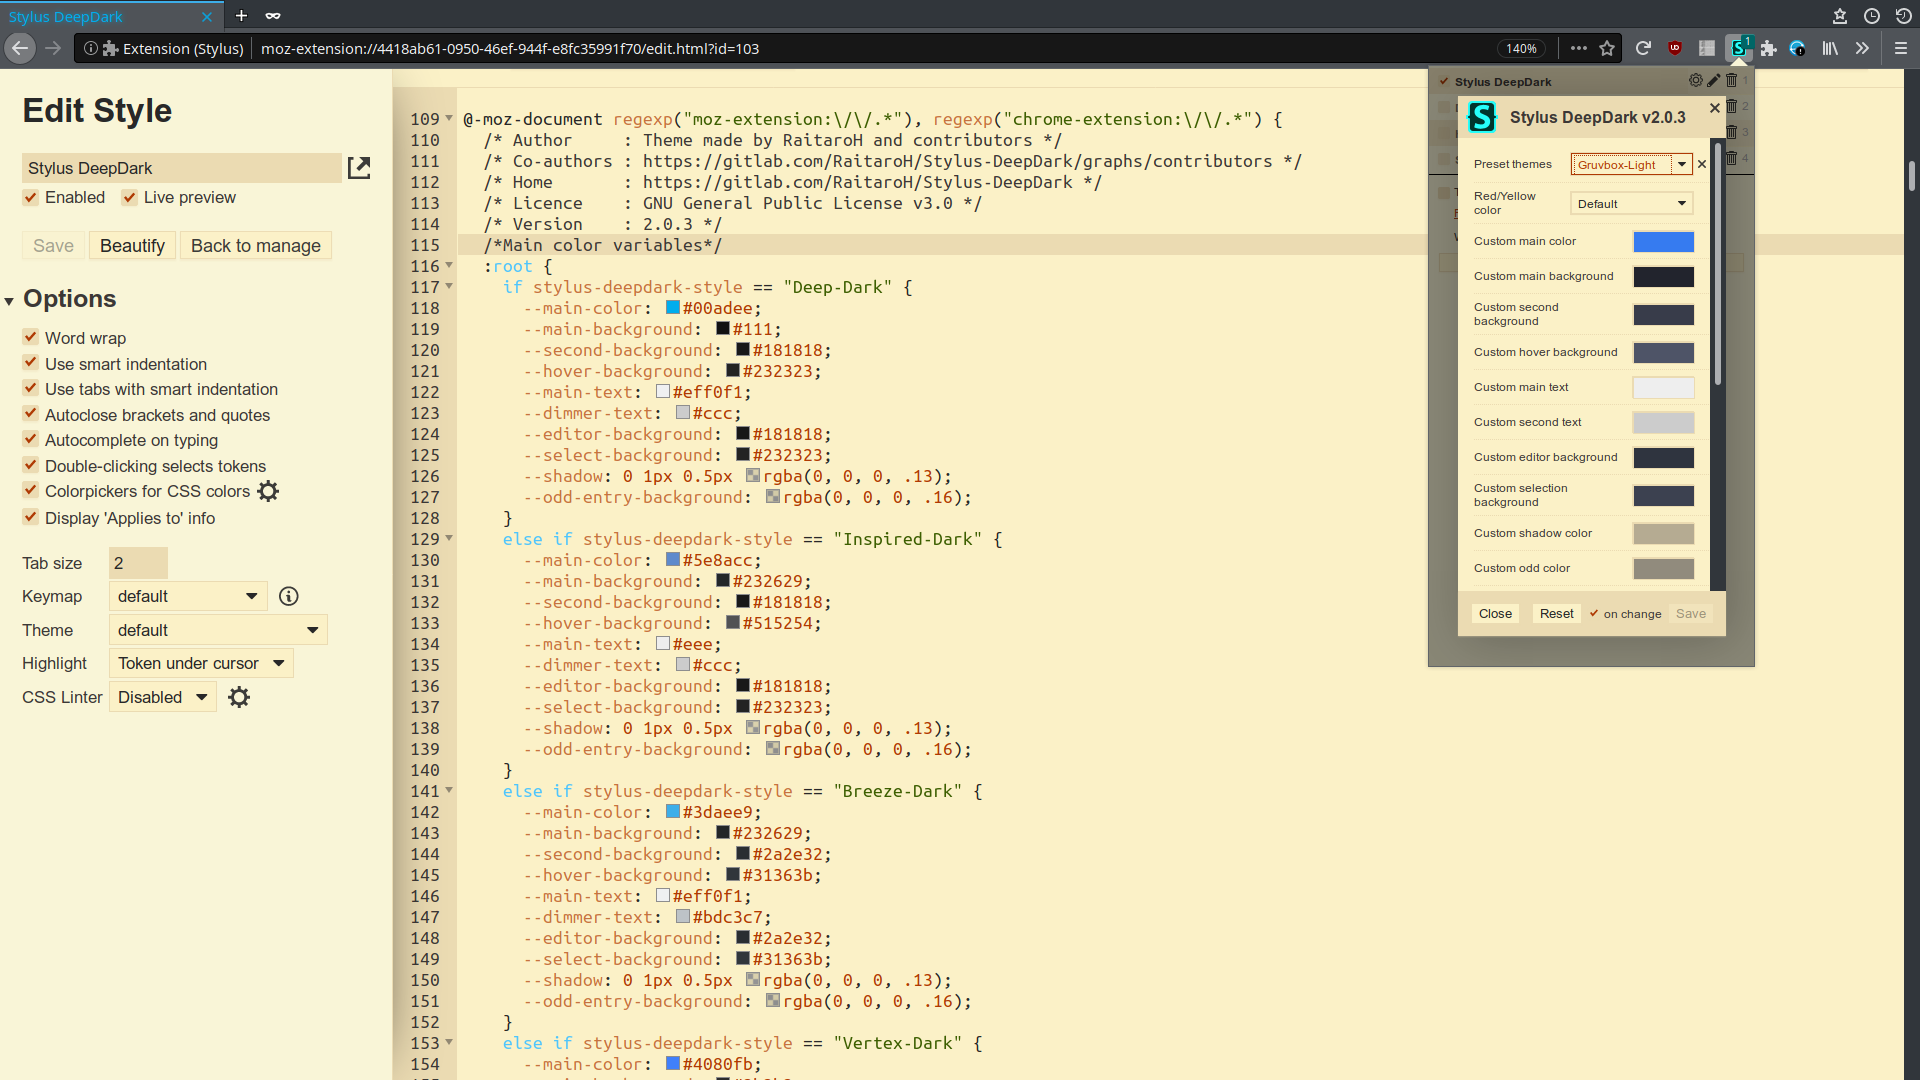 Stylus DeepDark
Extension (Stylus)
moz-extension://4418ab61-0950-46ef-944f-e8fc35991f70/edit.html?id=103
140%
1
Edit Style
Stylus DeepDark
Enabled
Live preview
Save
Beautify
Back to manage
Options
Word wrap
Use smart indentation
Use tabs with smart indentation
Autoclose brackets and quotes
Autocomplete on typing
Double-clicking selects tokens
Colorpickers for CSS colors
Display 'Applies to' info
Tab size 2
Keymap default
Theme default
Highlight Token under cursor
CSS Linter Disabled
109 @-moz-document regexp("moz-extension:\/\/.*"), regexp("chrome-extension:\/\/.*") {
110 /* Author : Theme made by RaitaroH and contributors */
111 /* Co-authors : https://gitlab.com/RaitaroH/Stylus-DeepDark/graphs/contributors */
112 /* Home : https://gitlab.com/RaitaroH/Stylus-DeepDark */
113 /* Licence : GNU General Public License v3.0 */
114 /* Version : 2.0.3 */
115 /*Main color variables*/
116 :root {
117 if stylus-deepdark-style == "Deep-Dark" {
118 --main-color: #00adee;
119 --main-background: #111;
120 --second-background: #181818;
121 --hover-background: #232323;
122 --main-text: #eff0f1;
123 --dimmer-text: #ccc;
124 --editor-background: #181818;
125 --select-background: #232323;
126 --shadow: 0 1px 0.5px rgba(0, 0, 0, .13);
127 --odd-entry-background: rgba(0, 0, 0, .16);
128 }
129 else if stylus-deepdark-style == "Inspired-Dark" {
130 --main-color: #5e8acc;
131 --main-background: #232629;
132 --second-background: #181818;
133 --hover-background: #515254;
134 --main-text: #eee;
135 --dimmer-text: #ccc;
136 --editor-background: #181818;
137 --select-background: #232323;
138 --shadow: 0 1px 0.5px rgba(0, 0, 0, .13);
139 --odd-entry-background: rgba(0, 0, 0, .16);
140 }
141 else if stylus-deepdark-style == "Breeze-Dark" {
142 --main-color: #3daee9;
143 --main-background: #232629;
144 --second-background: #2a2e32;
145 --hover-background: #31363b;
146 --main-text: #eff0f1;
147 --dimmer-text: #bdc3c7;
148 --editor-background: #2a2e32;
149 --select-background: #31363b;
150 --shadow: 0 1px 0.5px rgba(0, 0, 0, .13);
151 --odd-entry-background: rgba(0, 0, 0, .16);
152 }
153 else if stylus-deepdark-style == "Vertex-Dark" {
154 --main-color: #4080fb;
Stylus DeepDark 1
2
3
4
S Stylus DeepDark v2.0.3
Preset themes Gruvbox-Light
Red/Yellow
color
Default
Custom main color
Custom main background
Custom second
background
Custom hover background
Custom main text
Custom second text
Custom editor background
Custom selection
background
Custom shadow color
Custom odd color
Close
Reset
on change
Save